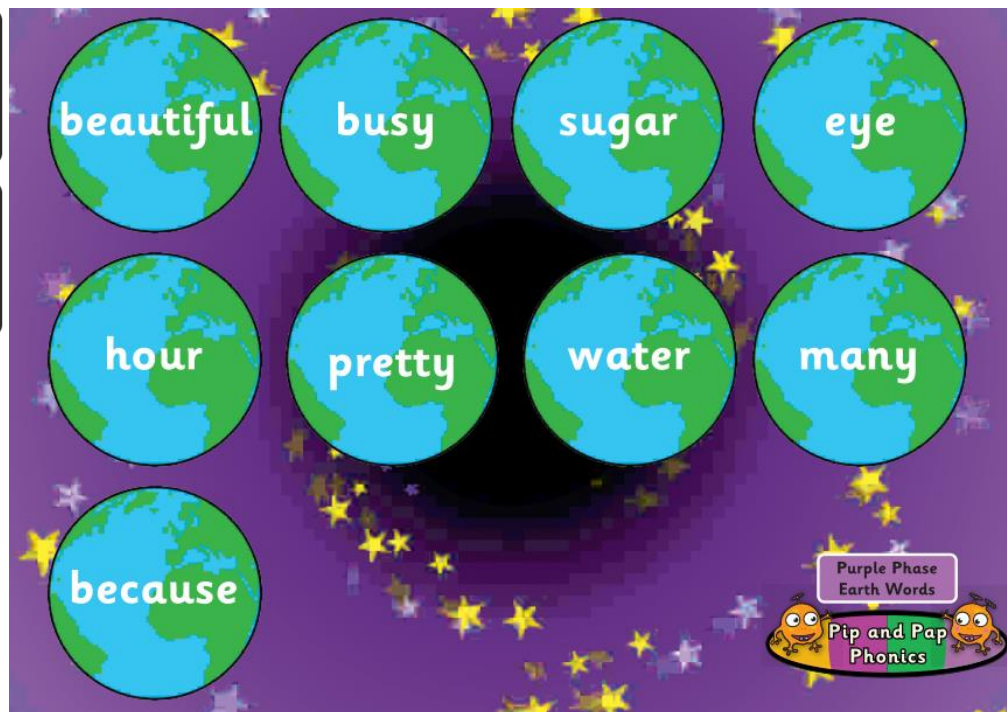 beautiful busy sugar eye
hour pretty water many
because
Purple Phase
Earth Words
Pip and Pap
Phonics